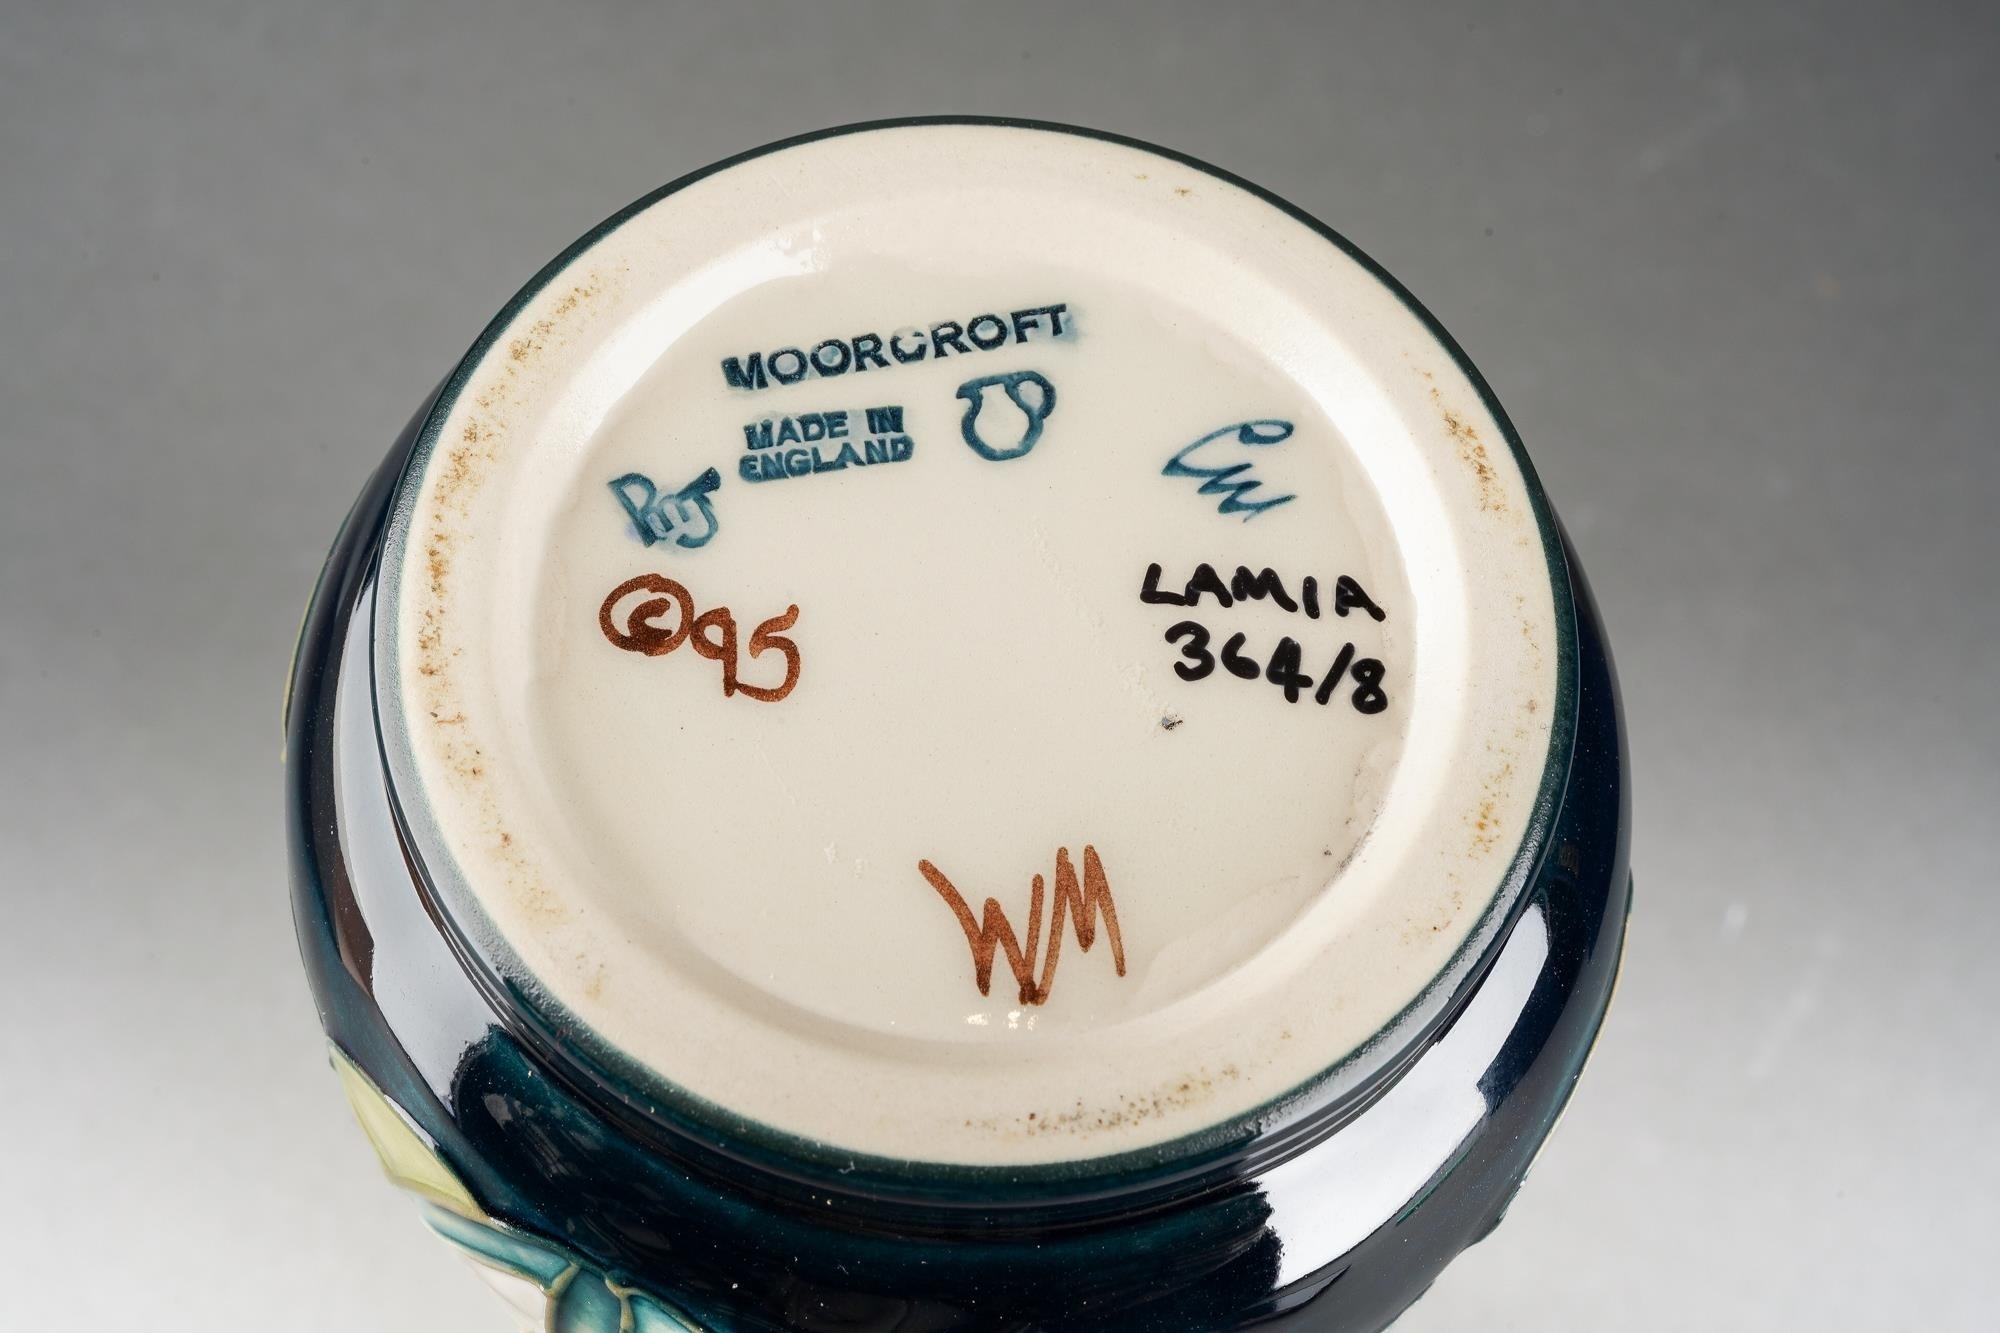 MOORCROFT
MADE IN
ENGLAND
LAMIA
364/8
©95
WM